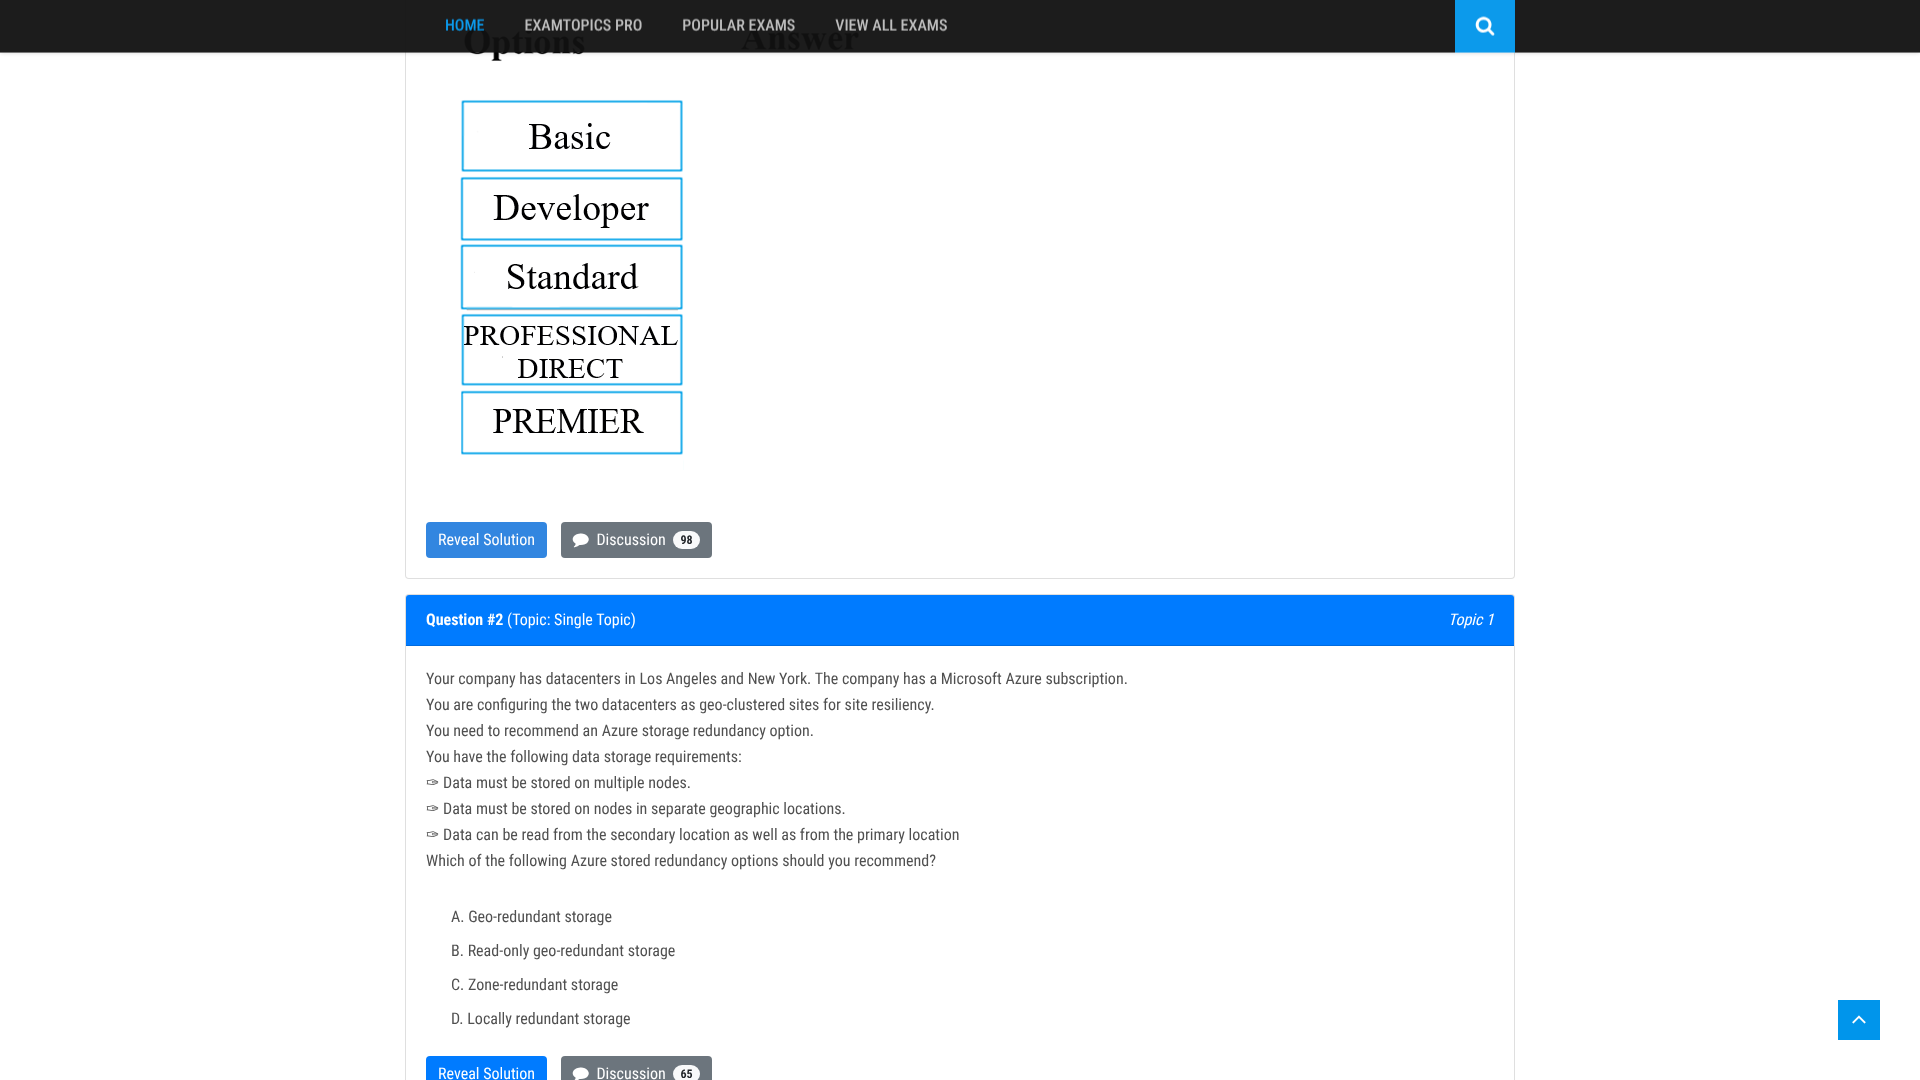 HOME EXAMTOPICS PRO POPULAR EXAMS VIEW ALL EXAMS
Options Answer
Basic
Developer
Standard
PROFESSIONAL
DIRECT
PREMIER
Reveal Solution Discussion 98
Question #2 (Topic: Single Topic) Topic 1
Your company has datacenters in Los Angeles and New York. The company has a Microsoft Azure subscription.
You are configuring the two datacenters as geo-clustered sites for site resiliency.
You need to recommend an Azure storage redundancy option.
You have the following data storage requirements:
✑ Data must be stored on multiple nodes.
✑ Data must be stored on nodes in separate geographic locations.
✑ Data can be read from the secondary location as well as from the primary location
Which of the following Azure stored redundancy options should you recommend?
A. Geo-redundant storage
B. Read-only geo-redundant storage
C. Zone-redundant storage
D. Locally redundant storage
Reveal Solution Discussion 65